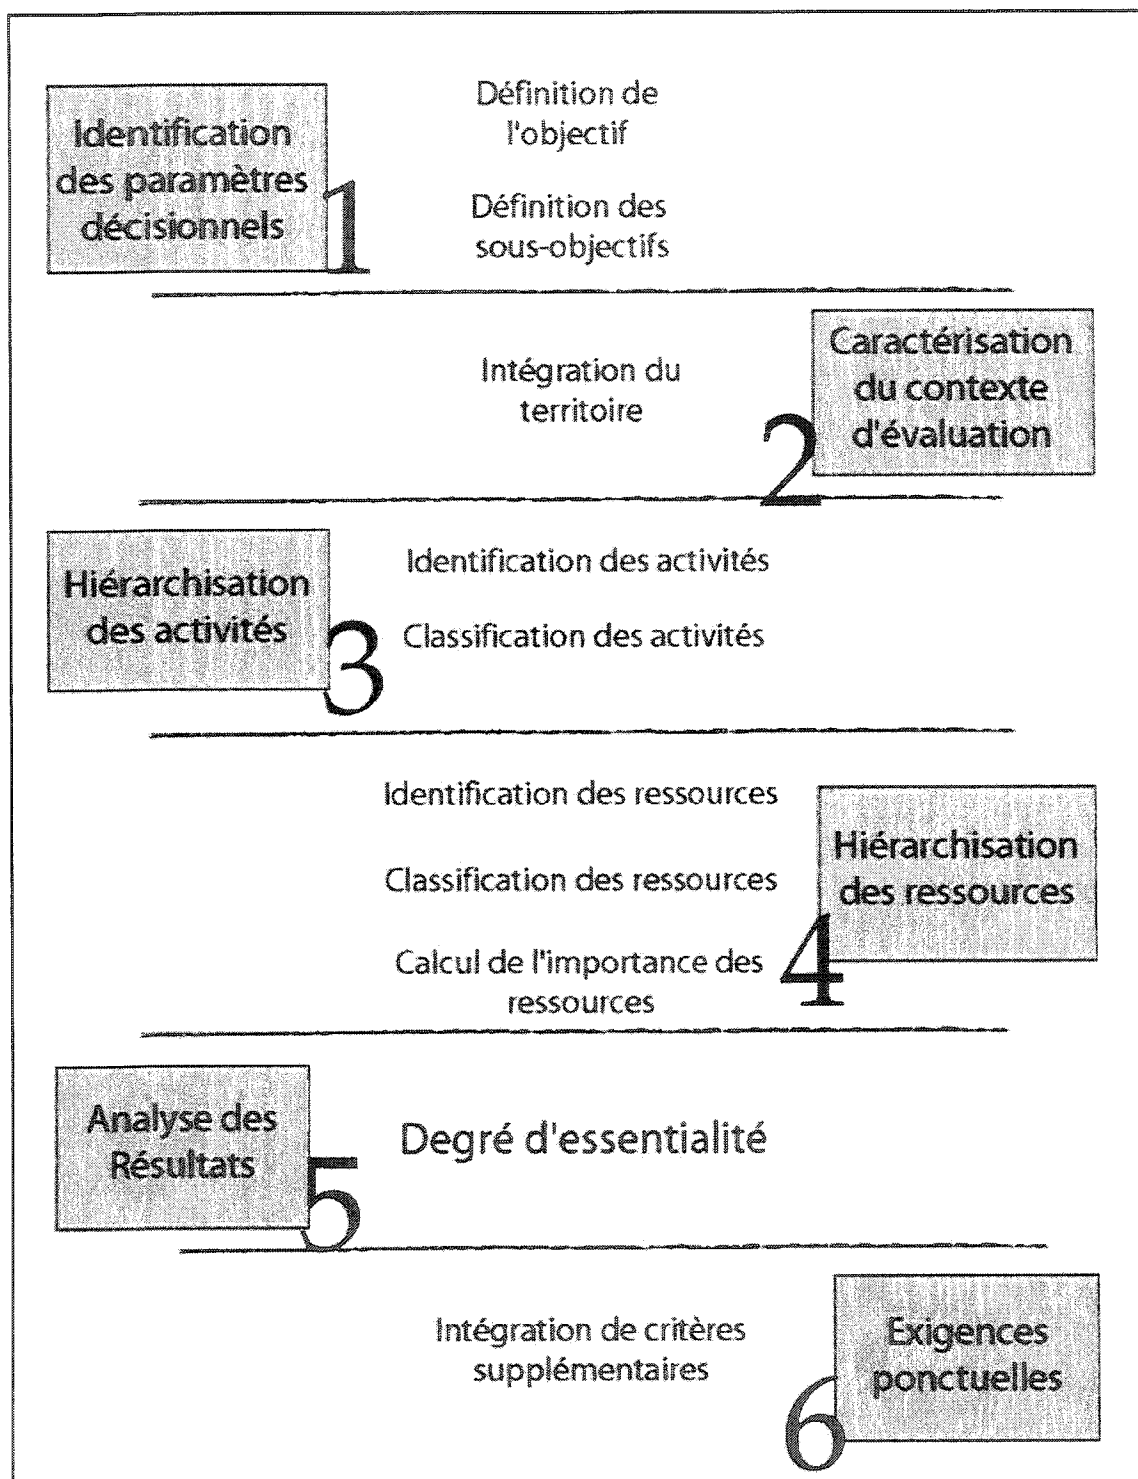 Identification
des paramètres
décisionnels
1
Définition de
l'objectif
Définition des
sous-objectifs
Intégration du
territoire
Caractérisation
du contexte
d'évaluation
2
Hiérarchisation
des activités
3
Identification des activités
Classification des activités
Identification des ressources
Classification des ressources
Calcul de l'importance des
ressources
Hiérarchisation
des ressources
4
Analyse des
Résultats
5
Degré d'essentialité
Intégration de critères
supplémentaires
Exigences
ponctuelles
6